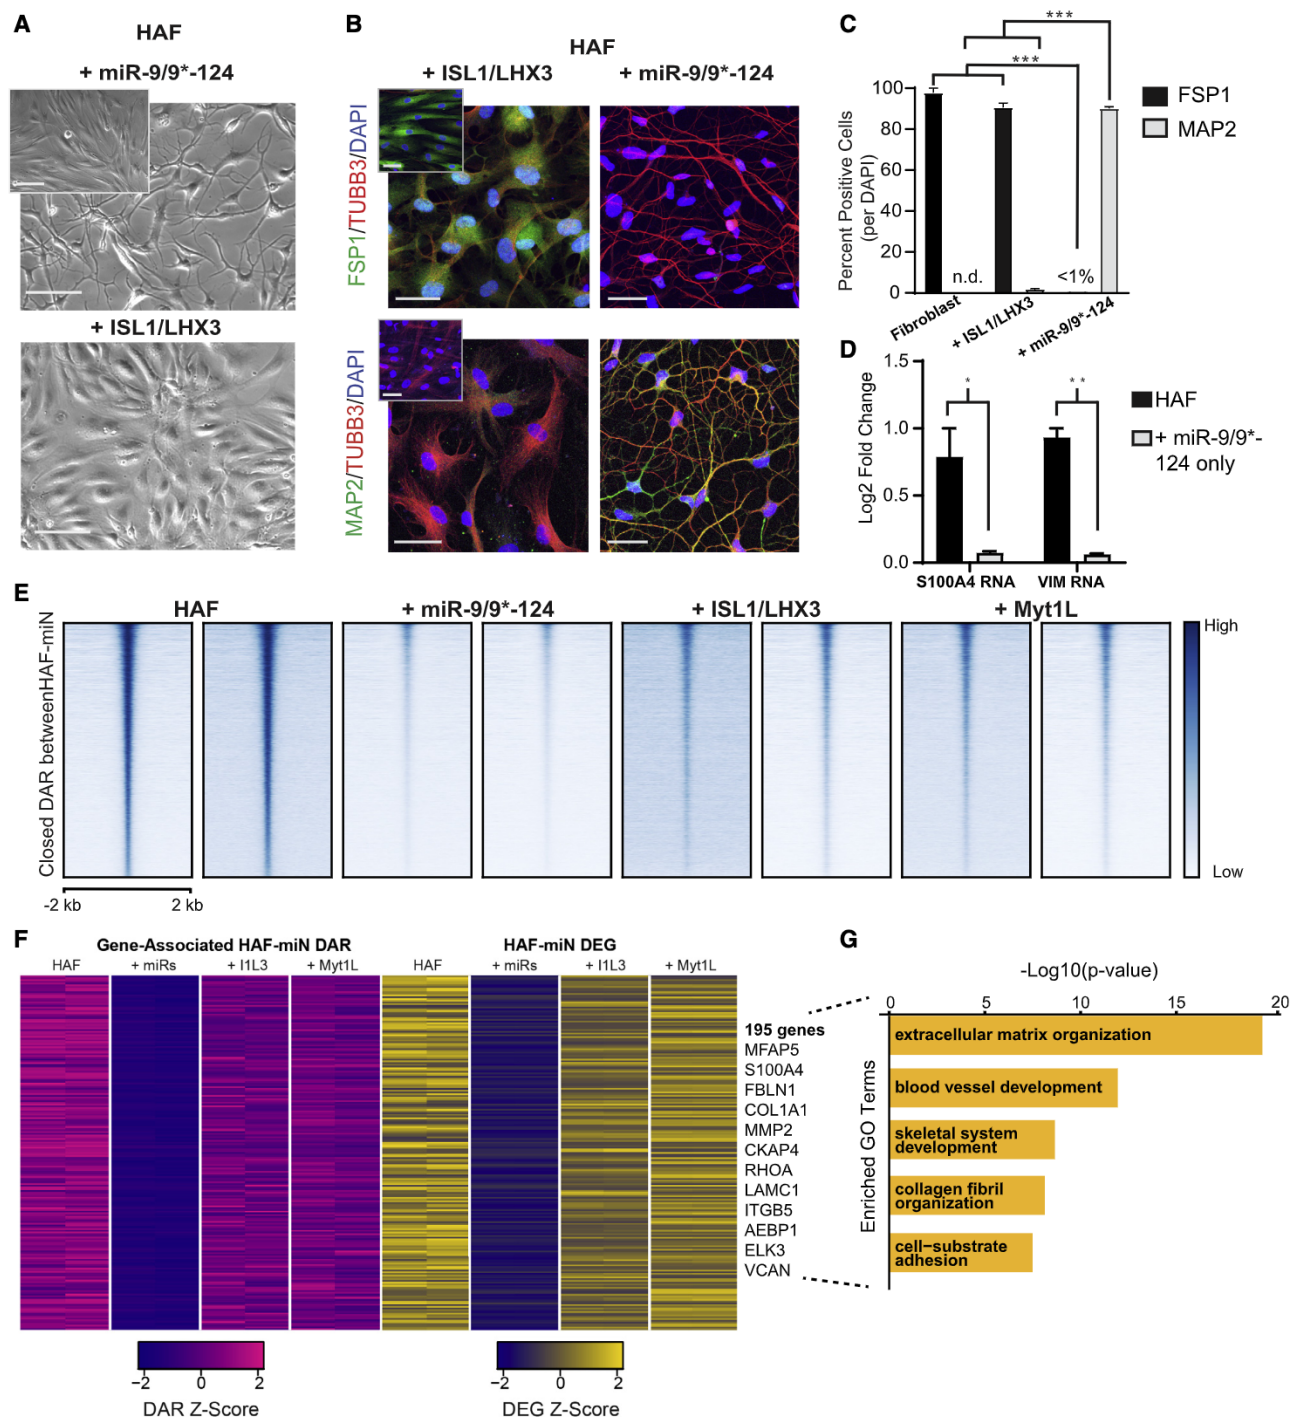 A
HAF
+ miR-9/9*-124
+ ISL1/LHX3
B
HAF
+ ISL1/LHX3
+ miR-9/9*-124
FSP1/TUBB3/DAPI
MAP2/TUBB3/DAPI
C
Percent Positive Cells
(per DAPI)
100
80
60
40
20
0
***
***
n.d.
<1%
Fibroblast
+ ISL1/LHX3
+ miR-9/9*-124
FSP1
MAP2
D
Log2 Fold Change
1.5
1.0
0.5
0.0
*
**
S100A4 RNA
VIM RNA
HAF
+ miR-9/9*-
124 only
E
HAF
+ miR-9/9*-124
+ ISL1/LHX3
+ Myt1L
Closed DAR betweenHAF-miN
High
Low
-2 kb
2 kb
F
Gene-Associated HAF-miN DAR
HAF-miN DEG
HAF
+ miRs
+ I1L3
+ Myt1L
HAF
+ miRs
+ I1L3
+ Myt1L
195 genes
MFAP5
S100A4
FBLN1
COL1A1
MMP2
CKAP4
RHOA
LAMC1
ITGB5
AEBP1
ELK3
VCAN
−2
0
2
DAR Z-Score
−2
0
2
DEG Z-Score
G
-Log10(p-value)
0
5
10
15
20
Enriched GO Terms
extracellular matrix organization
blood vessel development
skeletal system
development
collagen fibril
organization
cell−substrate
adhesion